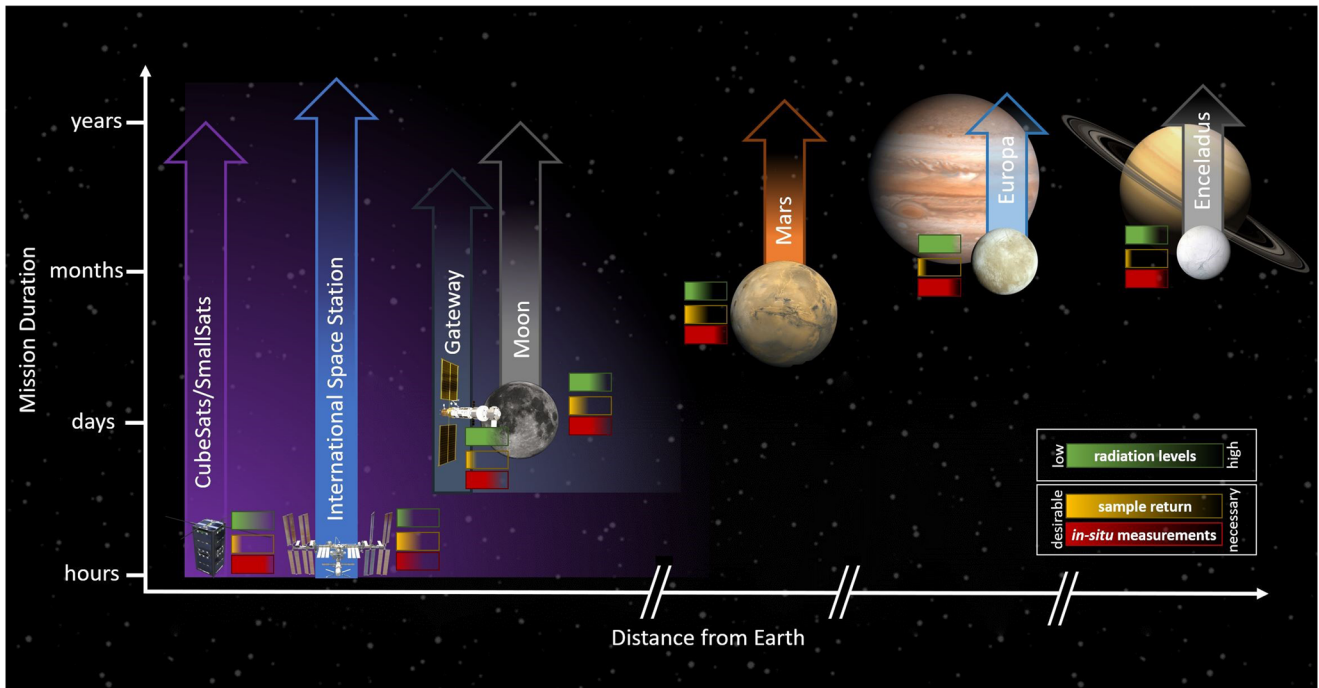 years
months
days
hours
Mission Duration
CubeSats/SmallSats
International Space Station
Gateway
Moon
Mars
Europa
Enceladus
low
radiation levels
high
desirable
sample return
in-situ measurements
necessary
Distance from Earth